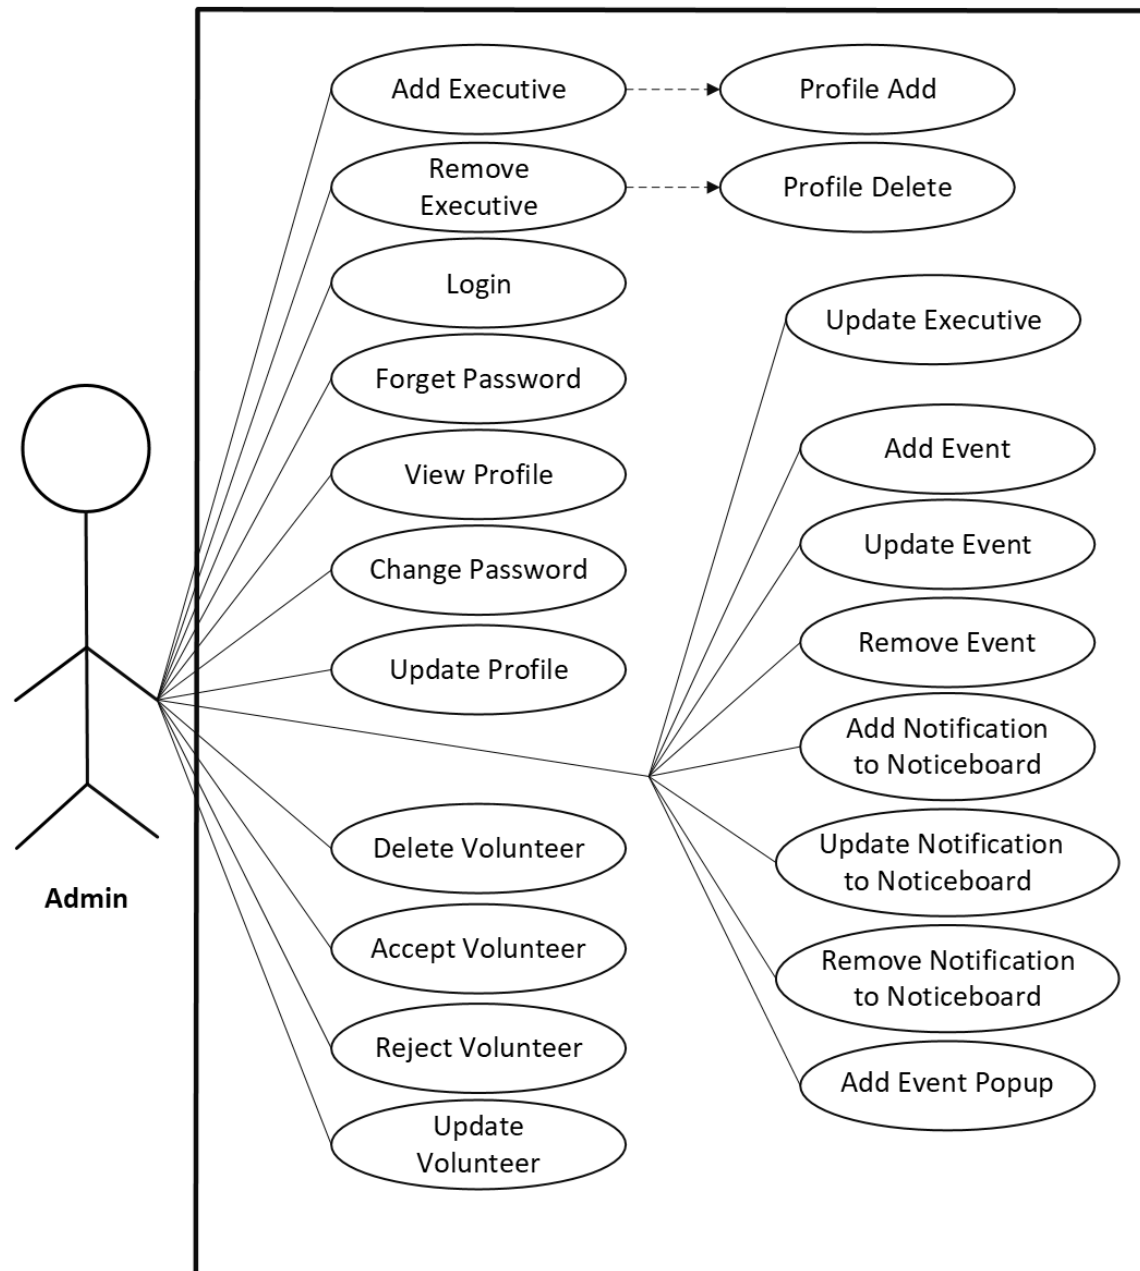 Add Executive
Profile Add
Remove
Executive
Profile Delete
Login
Update Executive
Forget Password
Add Event
View Profile
Update Event
Change Password
Remove Event
Update Profile
Add Notification
to Noticeboard
Delete Volunteer
Update Notification
to Noticeboard
Admin
Accept Volunteer
Remove Notification
to Noticeboard
Reject Volunteer
Add Event Popup
Update
Volunteer